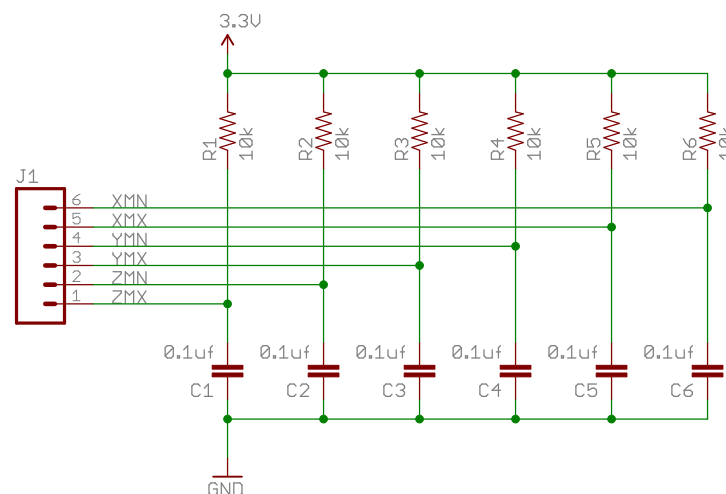 3.3V
R1 10k R2 10k R3 10k R4 10k R5 10k R6 10k
J1
6 XMN
5 XMX
4 YMN
3 YMX
2 ZMN
1 ZMX
0.1uf 0.1uf 0.1uf 0.1uf 0.1uf 0.1uf
C1 C2 C3 C4 C5 C6
GND